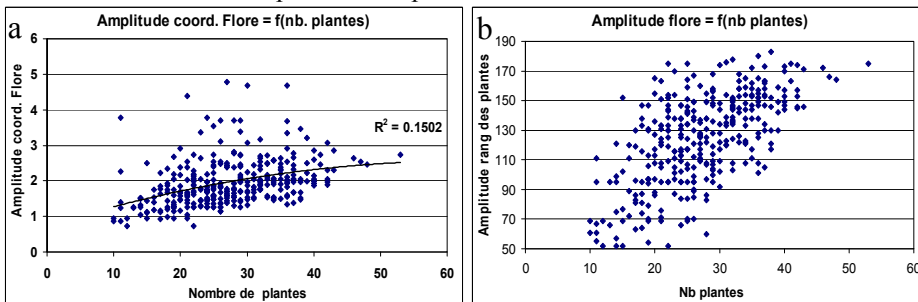 a
Amplitude coord. Flore = f(nb. plantes)
Amplitude coord. Flore
6
5
4
3
2
1
0
R² = 0.1502
0 10 20 30 40 50 60
Nombre de plantes
b
Amplitude flore = f(nb plantes)
Amplitude rang des plantes
190
170
150
130
110
90
70
50
0 10 20 30 40 50 60
Nb plantes